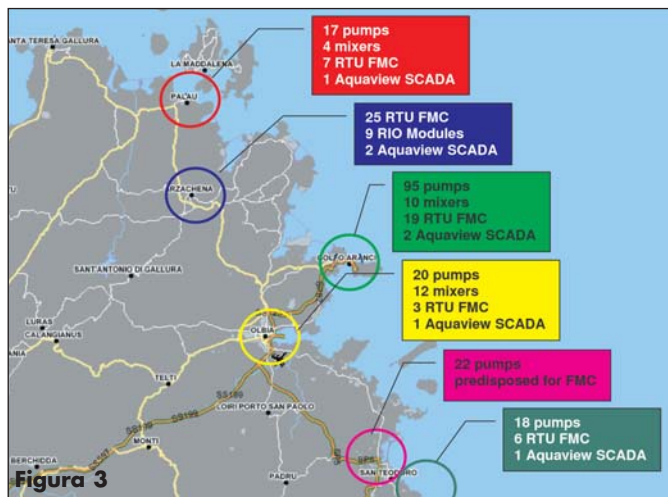 17 pumps
4 mixers
7 RTU FMC
1 Aquaview SCADA
ANTA TERESA GALLURA
LA MADDALENA
PALAU
25 RTU FMC
9 RIO Modules
2 Aquaview SCADA
RZACHENA
95 pumps
10 mixers
19 RTU FMC
2 Aquaview SCADA
GOLFO ARANCI
SANT'ANTONIO DI GALLURA
20 pumps
12 mixers
3 RTU FMC
1 Aquaview SCADA
LURAS
CALANGIANUS
OLBIA
ANIA
TELTI
22 pumps
predisposed for FMC
SS199
LOIRI PORTO SAN PAOLO
SS199
18 pumps
6 RTU FMC
1 Aquaview SCADA
MONTI
BERCHIDDA
PADRU
SAN TEODORO
Figura 3